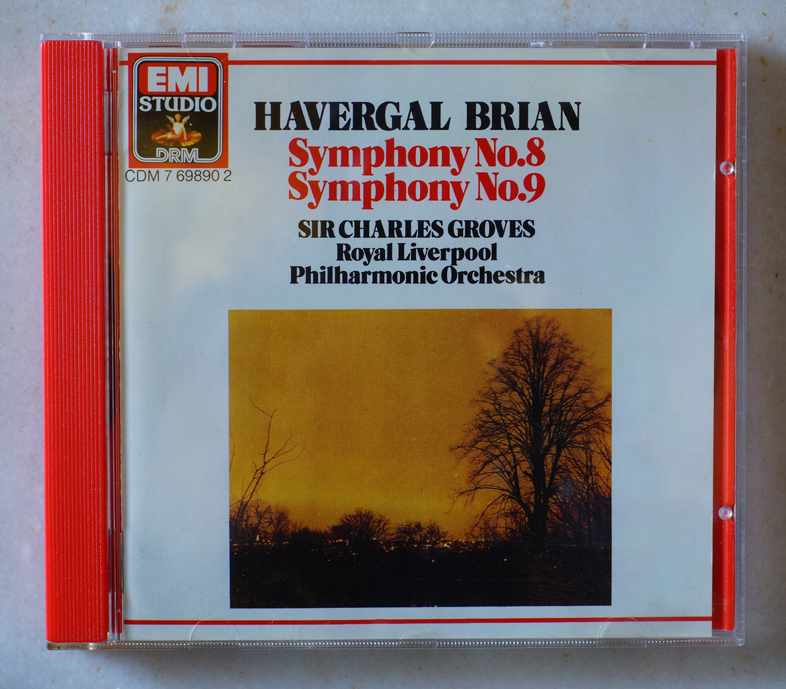 EMI
STUDIO
DRM
CDM 7 69890 2
HAVERGAL BRIAN
Symphony No.8
Symphony No.9
SIR CHARLES GROVES
Royal Liverpool
Philharmonic Orchestra